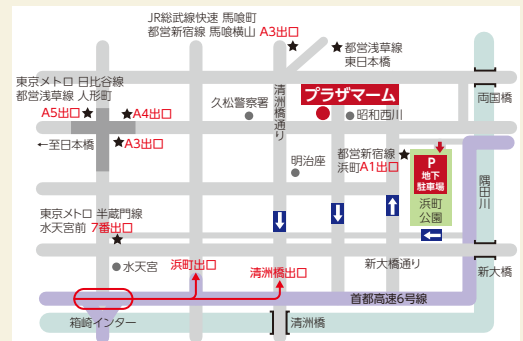 JR総武線快速 馬喰町
都営新宿線 馬喰横山 A3出口
都営浅草線
東日本橋
東京メトロ 日比谷線
都営浅草線 人形町
A5出口
A4出口
A3出口
←至日本橋
久松警察署
清洲橋通り
プラザマーム
昭和西川
両国橋
明治座
都営新宿線
浜町A1出口
P
地下
駐車場
浜町
公園
隅田川
東京メトロ 半蔵門線
水天宮前 7番出口
水天宮
浜町出口
清洲橋出口
新大橋通り
新大橋
首都高速6号線
箱崎インター
清洲橋